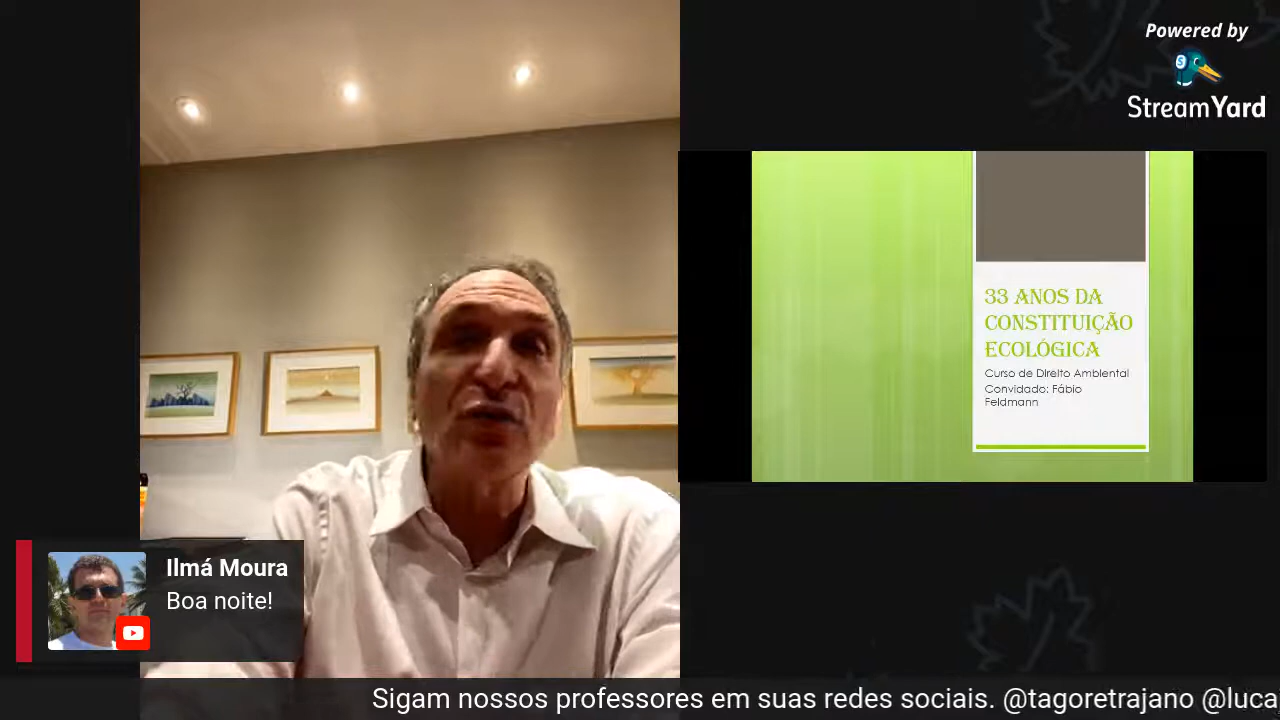 Powered by
StreamYard
33 ANOS DA
CONSTITUIÇÃO
ECOLÓGICA
Curso de Direito Ambiental
Convidado: Fábio
Feldmann
Ilmá Moura
Boa noite!
Sigam nossos professores em suas redes sociais. @tagoretrajano @luca